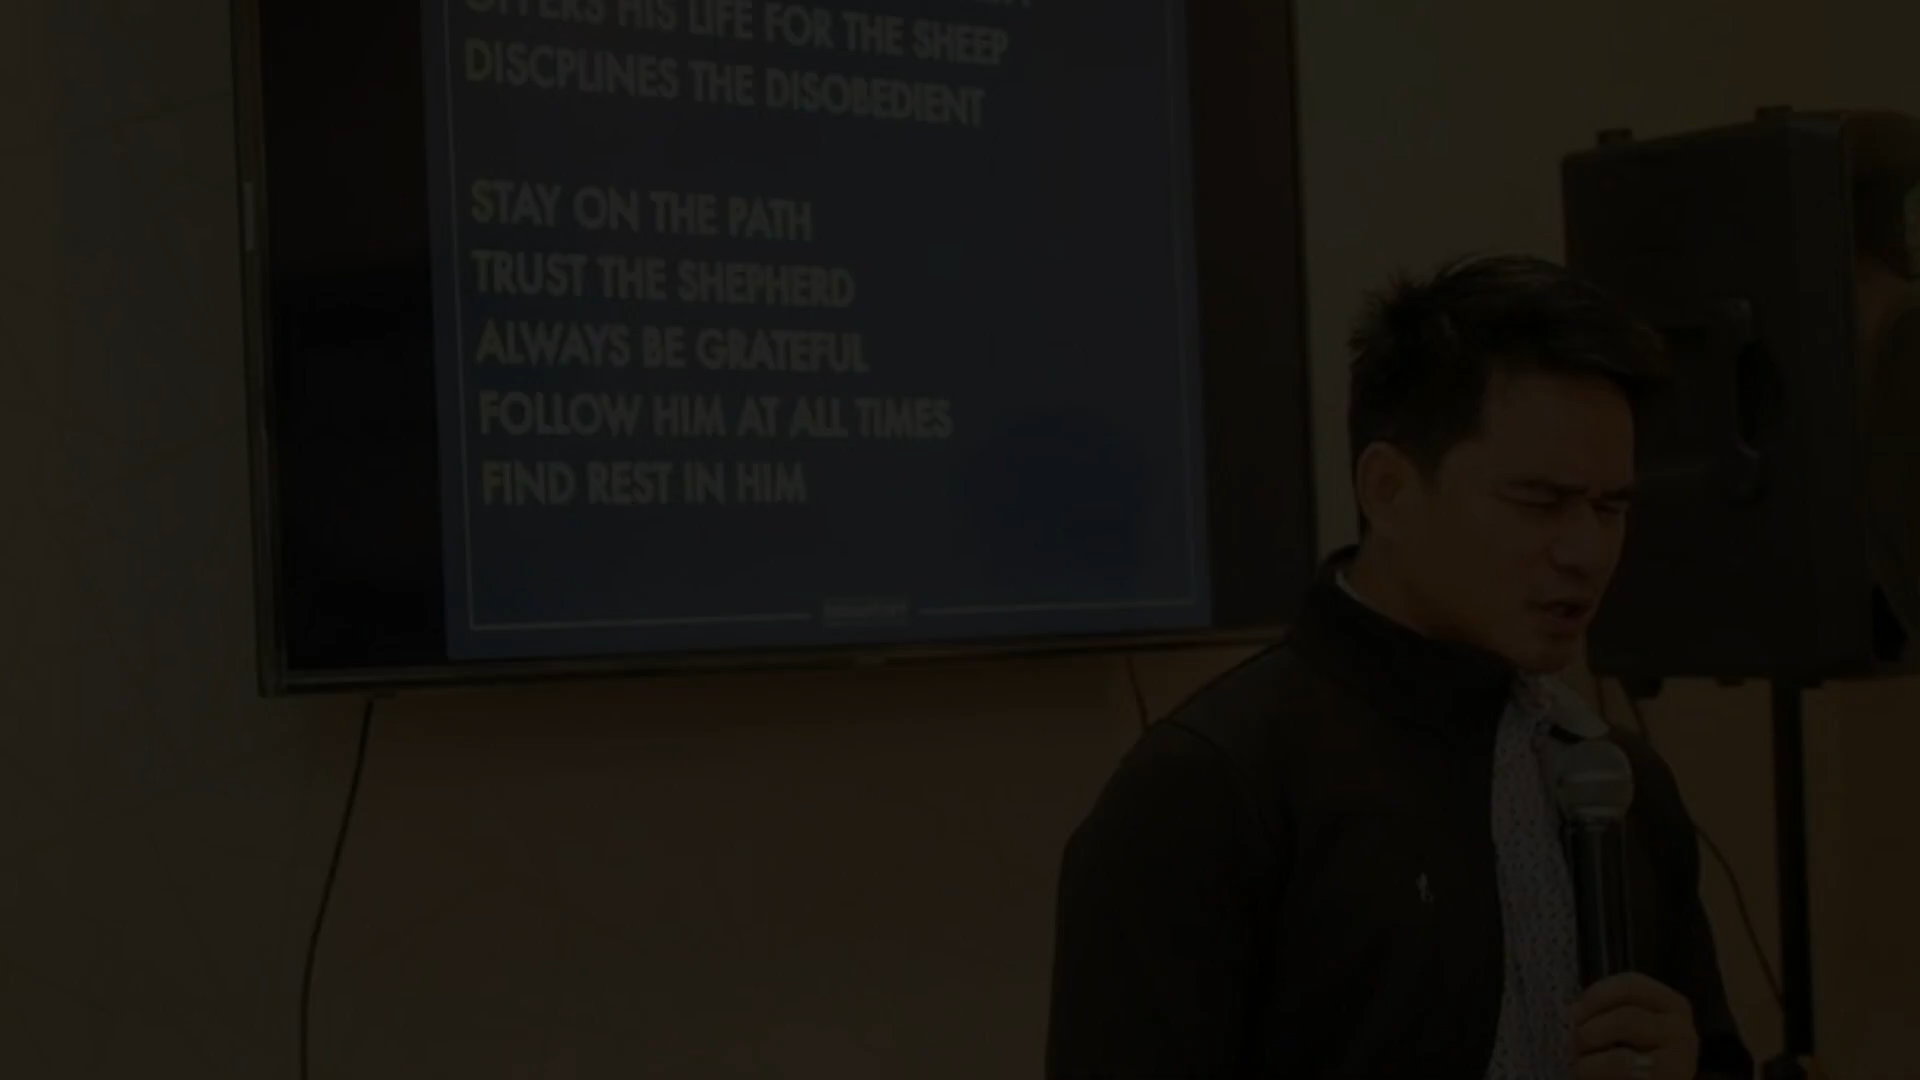 OFFERS HIS LIFE FOR THE SHEEP
DISCPLINES THE DISOBEDIENT
STAY ON THE PATH
TRUST THE SHEPHERD
ALWAYS BE GRATEFUL
FOLLOW HIM AT ALL TIMES
FIND REST IN HIM